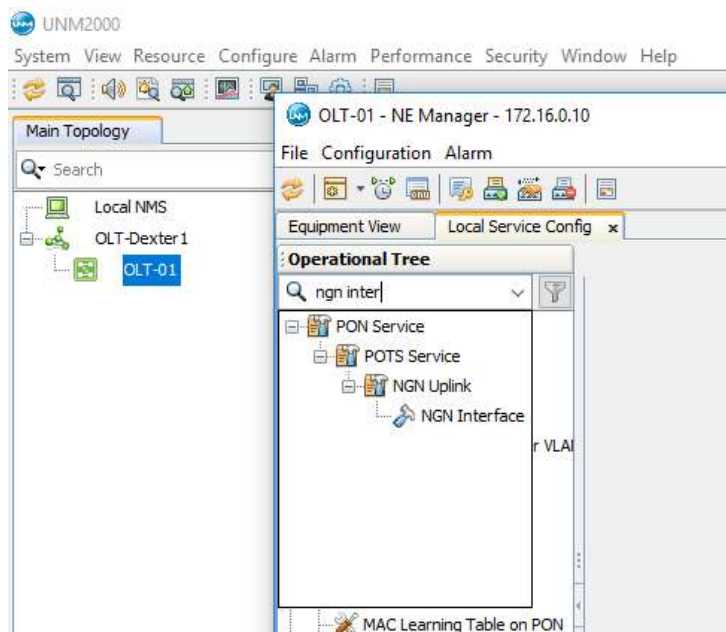 UNM2000
System View Resource Configure Alarm Performance Security Window Help
Main Topology
Search
Local NMS
OLT-Dexter1
OLT-01
OLT-01 - NE Manager - 172.16.0.10
File Configuration Alarm
Equipment View
Local Service Config
Operational Tree
ngn inter
PON Service
POTS Service
NGN Uplink
NGN Interface
r VLA
MAC Learning Table on PON